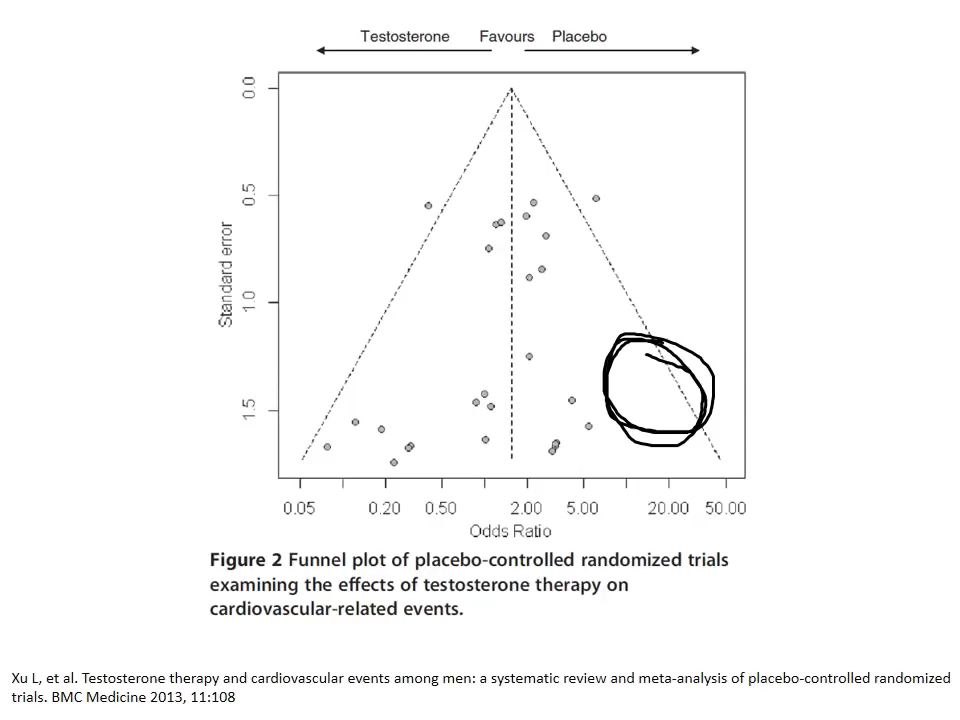 Testosterone Favours Placebo
0.0
0.5
1.0
1.5
Standard error
0.05 0.20 0.50 2.00 5.00 20.00 50.00
Odds Ratio
Figure 2 Funnel plot of placebo-controlled randomized trials
examining the effects of testosterone therapy on
cardiovascular-related events.
Xu L, et al. Testosterone therapy and cardiovascular events among men: a systematic review and meta-analysis of placebo-controlled randomized
trials. BMC Medicine 2013, 11:108